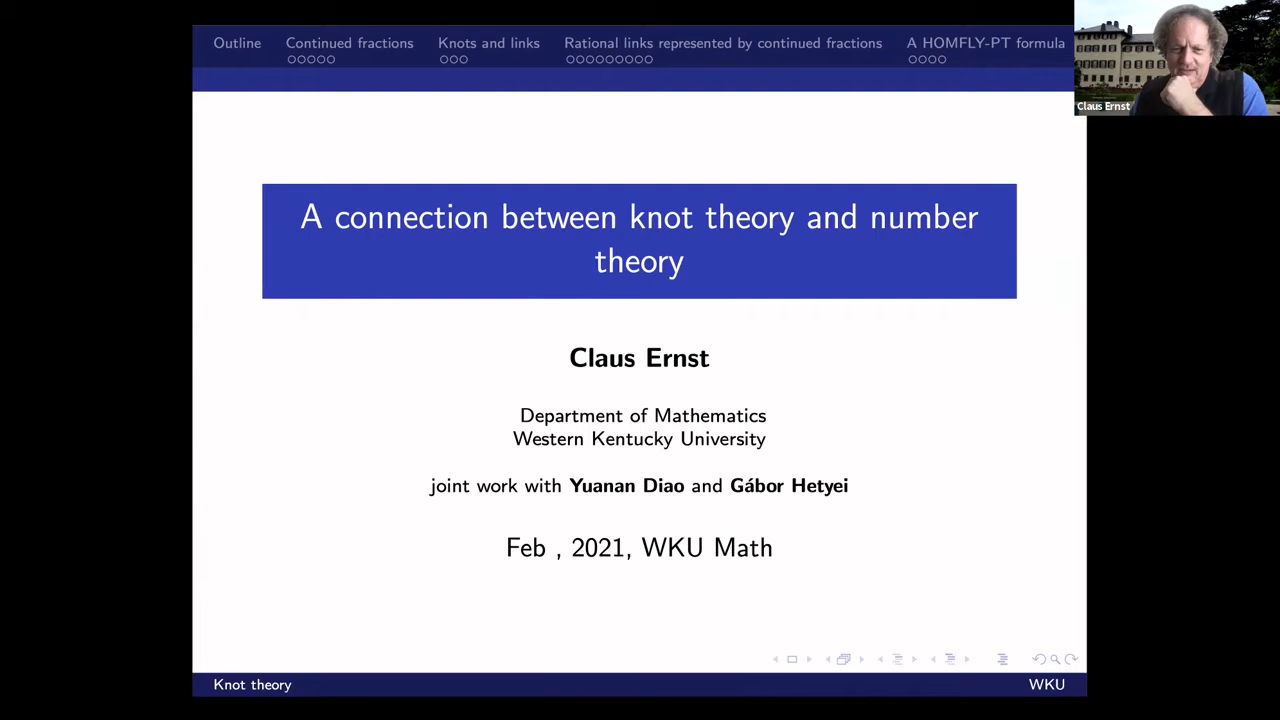 Outline
Continued fractions
Knots and links
Rational links represented by continued fractions
A HOMFLY-PT formula
Claus Ernst
A connection between knot theory and number
theory
Claus Ernst
Department of Mathematics
Western Kentucky University
joint work with Yuanan Diao and Gábor Hetyei
Feb , 2021, WKU Math
Knot theory
WKU